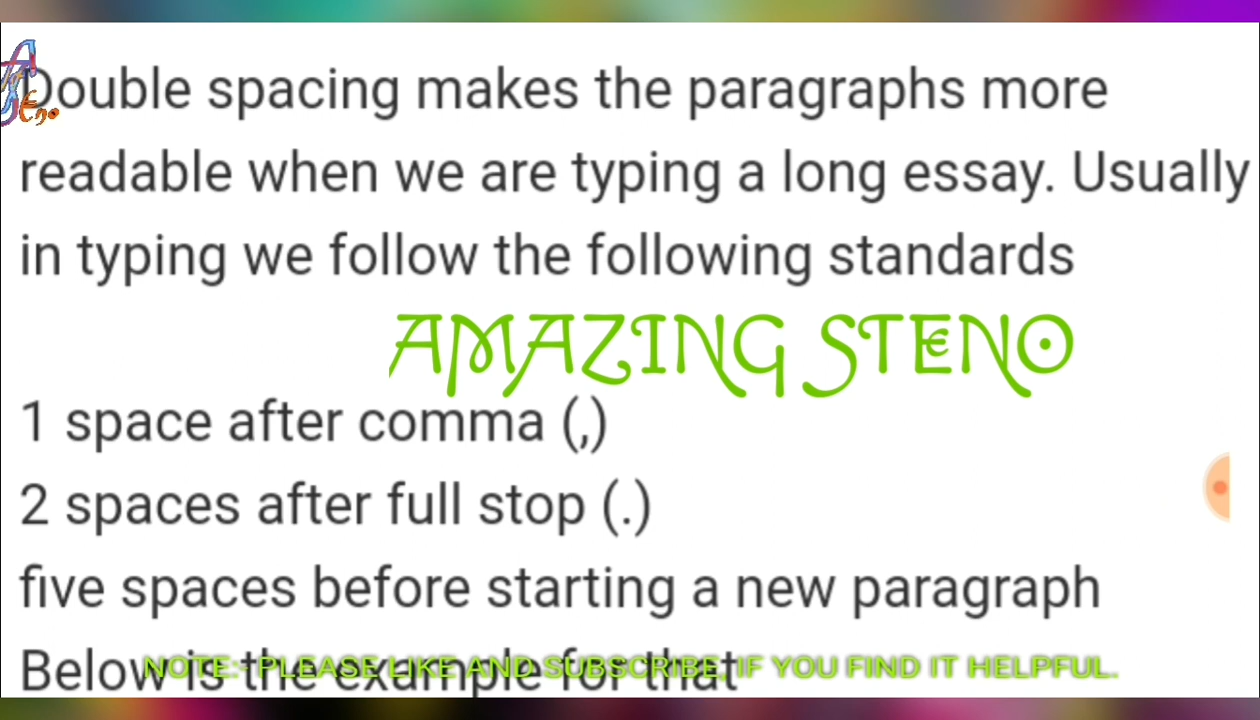 Double spacing makes the paragraphs more
readable when we are typing a long essay. Usually
in typing we follow the following standards
AMAZING STENO
1 space after comma (,)
2 spaces after full stop (.)
five spaces before starting a new paragraph
Below is the example for that
NOTE:- PLEASE LIKE AND SUBSCRIBE, IF YOU FIND IT HELPFUL.